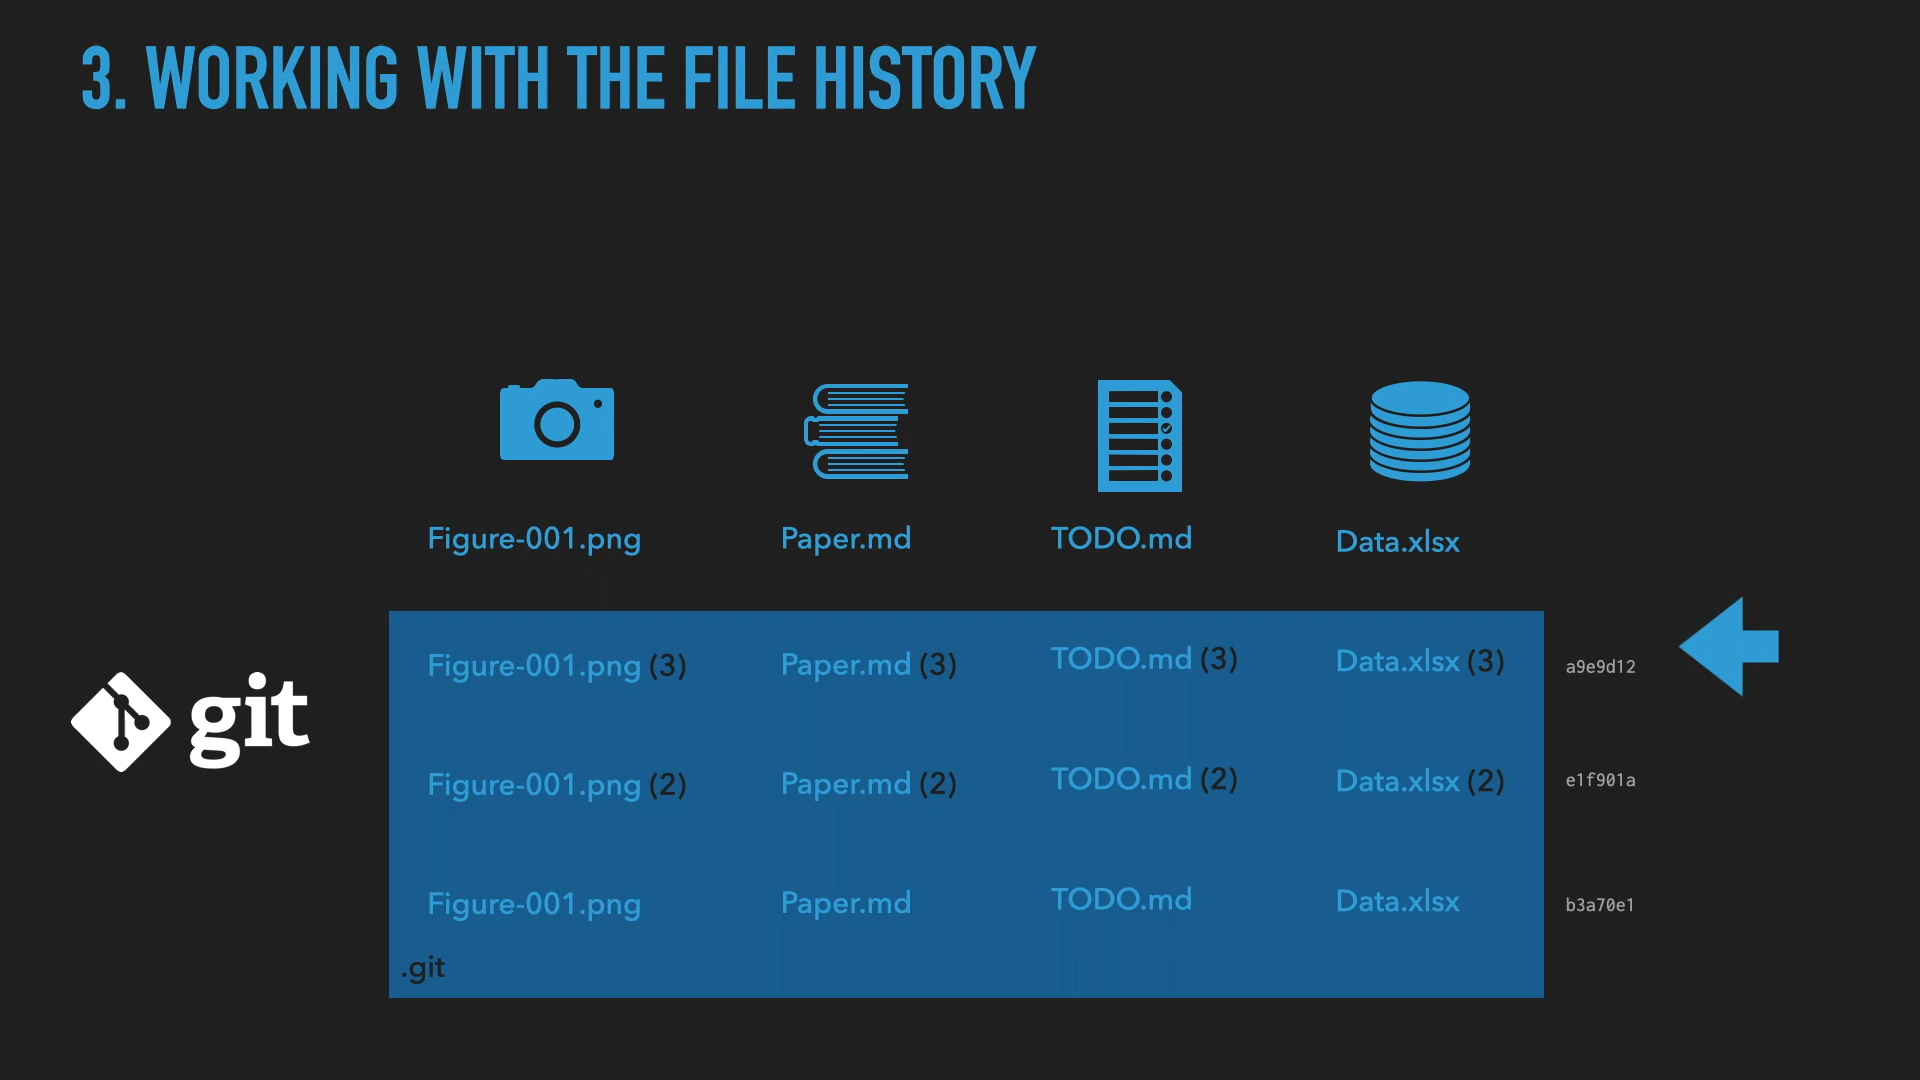 3. WORKING WITH THE FILE HISTORY
Figure-001.png Paper.md TODO.md Data.xlsx
Figure-001.png (3) Paper.md (3) TODO.md (3) Data.xlsx (3) a9e9d12
git
Figure-001.png (2) Paper.md (2) TODO.md (2) Data.xlsx (2) e1f901a
Figure-001.png Paper.md TODO.md Data.xlsx b3a70e1
.git